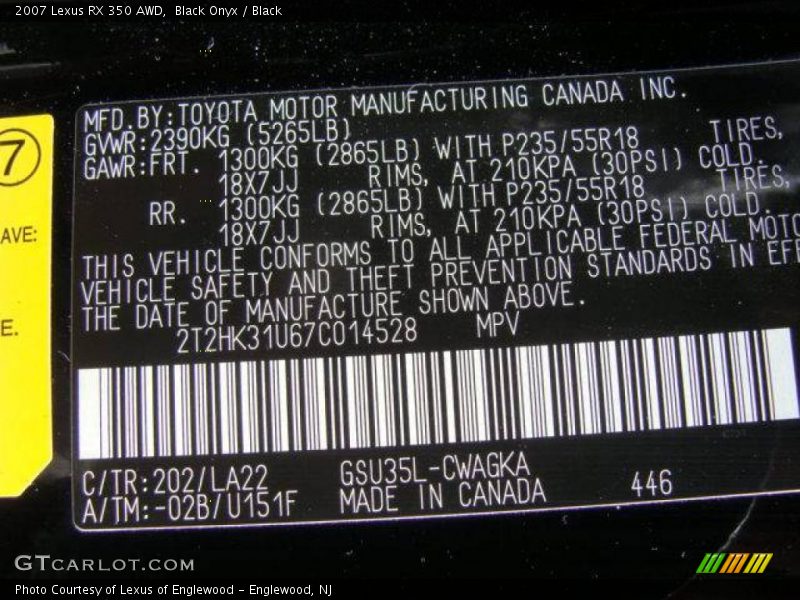 2007 Lexus RX 350 AWD,  Black Onyx / Black
7
AVE:
E.
MFD. BY: TOYOTA MOTOR MANUFACTURING CANADA INC.
GVWR: 2390KG (5265LB)
GAWR: FRT. 1300KG (2865LB) WITH P235/55R18 TIRES,
18X7JJ RIMS, AT 210KPA (30PSI) COLD.
RR. 1300KG (2865LB) WITH P235/55R18 TIRES,
18X7JJ RIMS, AT 210KPA (30PSI) COLD.
THIS VEHICLE CONFORMS TO ALL APPLICABLE FEDERAL MOTO
VEHICLE SAFETY AND THEFT PREVENTION STANDARDS IN EFF
THE DATE OF MANUFACTURE SHOWN ABOVE.
2T2HK31U67C014528 MPV
C/TR: 202/LA22 GSU35L-CWAGKA
A/TM: -02B/U151F MADE IN CANADA 446
GTCARLOT.COM
Photo Courtesy of Lexus of Englewood – Englewood, NJ